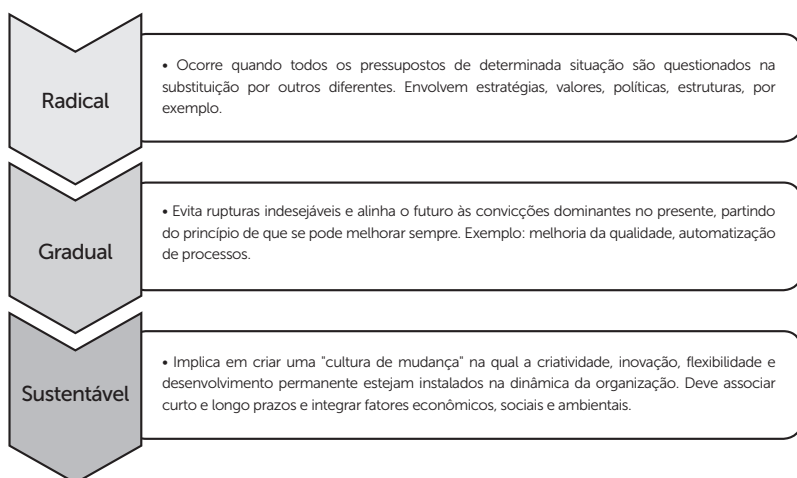 Radical
• Ocorre quando todos os pressupostos de determinada situação são questionados na
substituição por outros diferentes. Envolvem estratégias, valores, políticas, estruturas, por
exemplo.
Gradual
• Evita rupturas indesejáveis e alinha o futuro às convicções dominantes no presente, partindo
do princípio de que se pode melhorar sempre. Exemplo: melhoria da qualidade, automatização
de processos.
Sustentável
• Implica em criar uma "cultura de mudança" na qual a criatividade, inovação, flexibilidade e
desenvolvimento permanente estejam instalados na dinâmica da organização. Deve associar
curto e longo prazos e integrar fatores econômicos, sociais e ambientais.